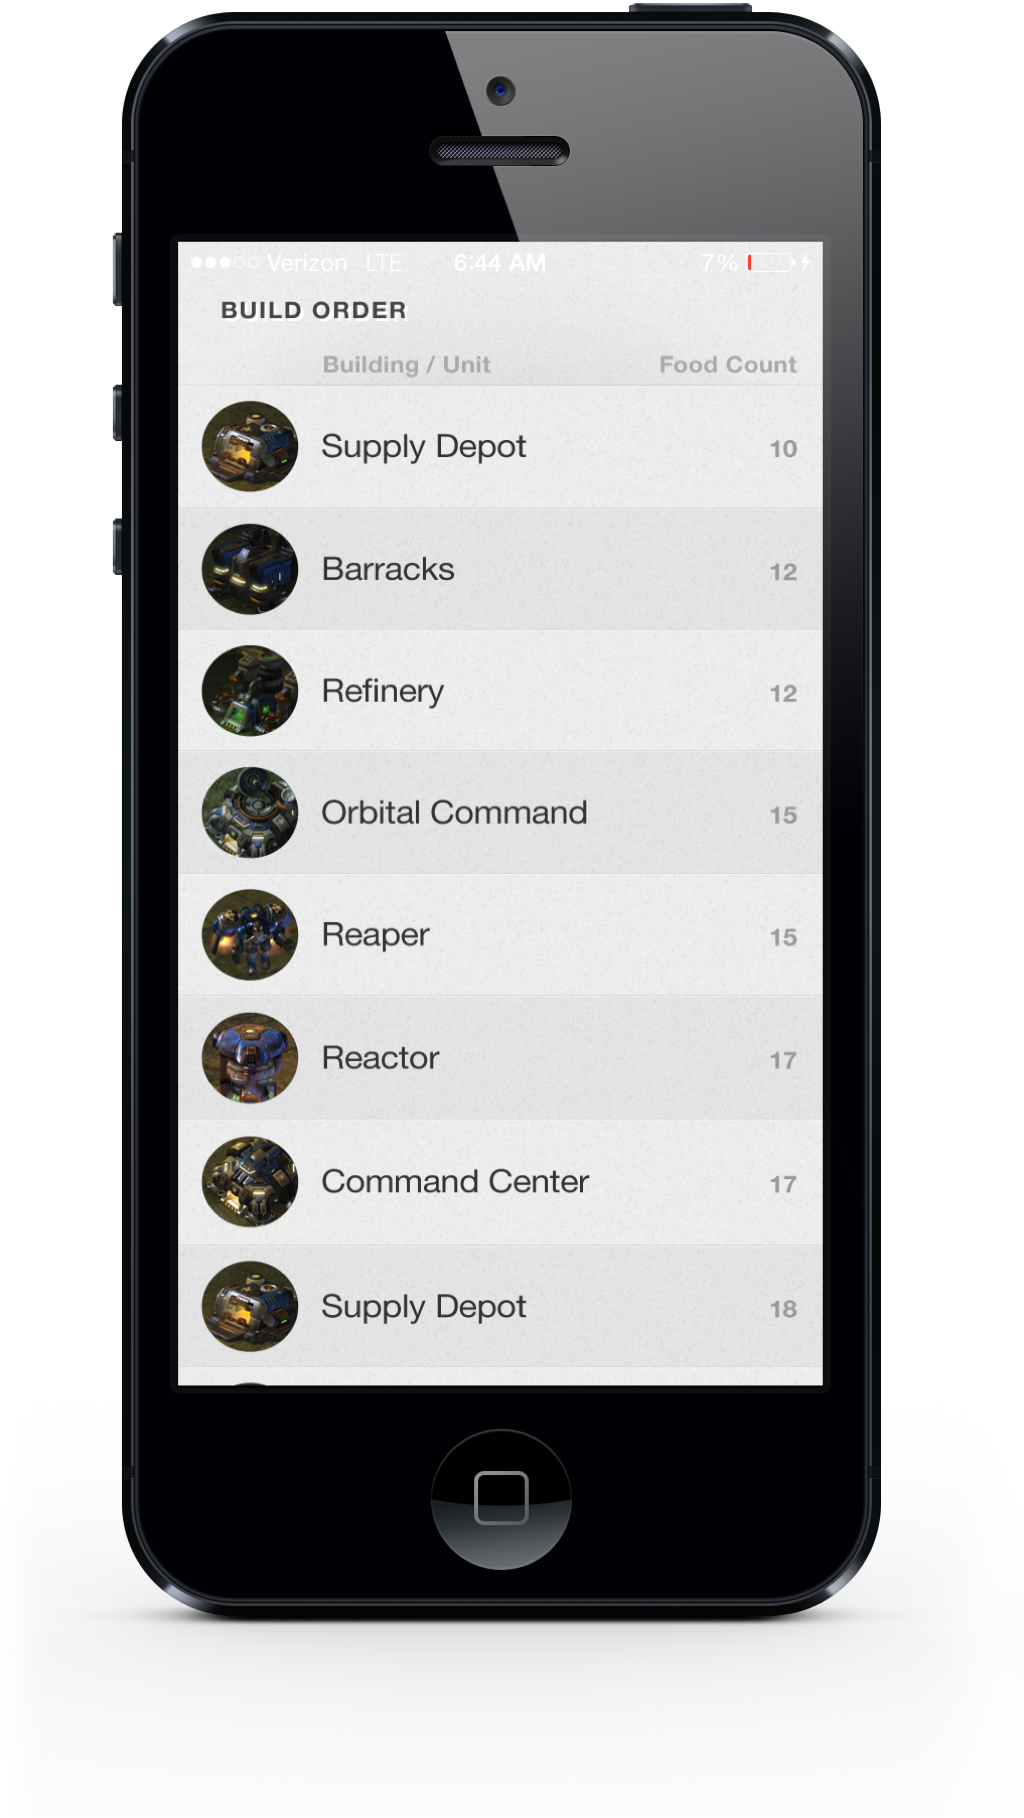 Verizon LTE 6:44 AM 7%
BUILD ORDER
Building / Unit Food Count
Supply Depot 10
Barracks 12
Refinery 12
Orbital Command 15
Reaper 15
Reactor 17
Command Center 17
Supply Depot 18